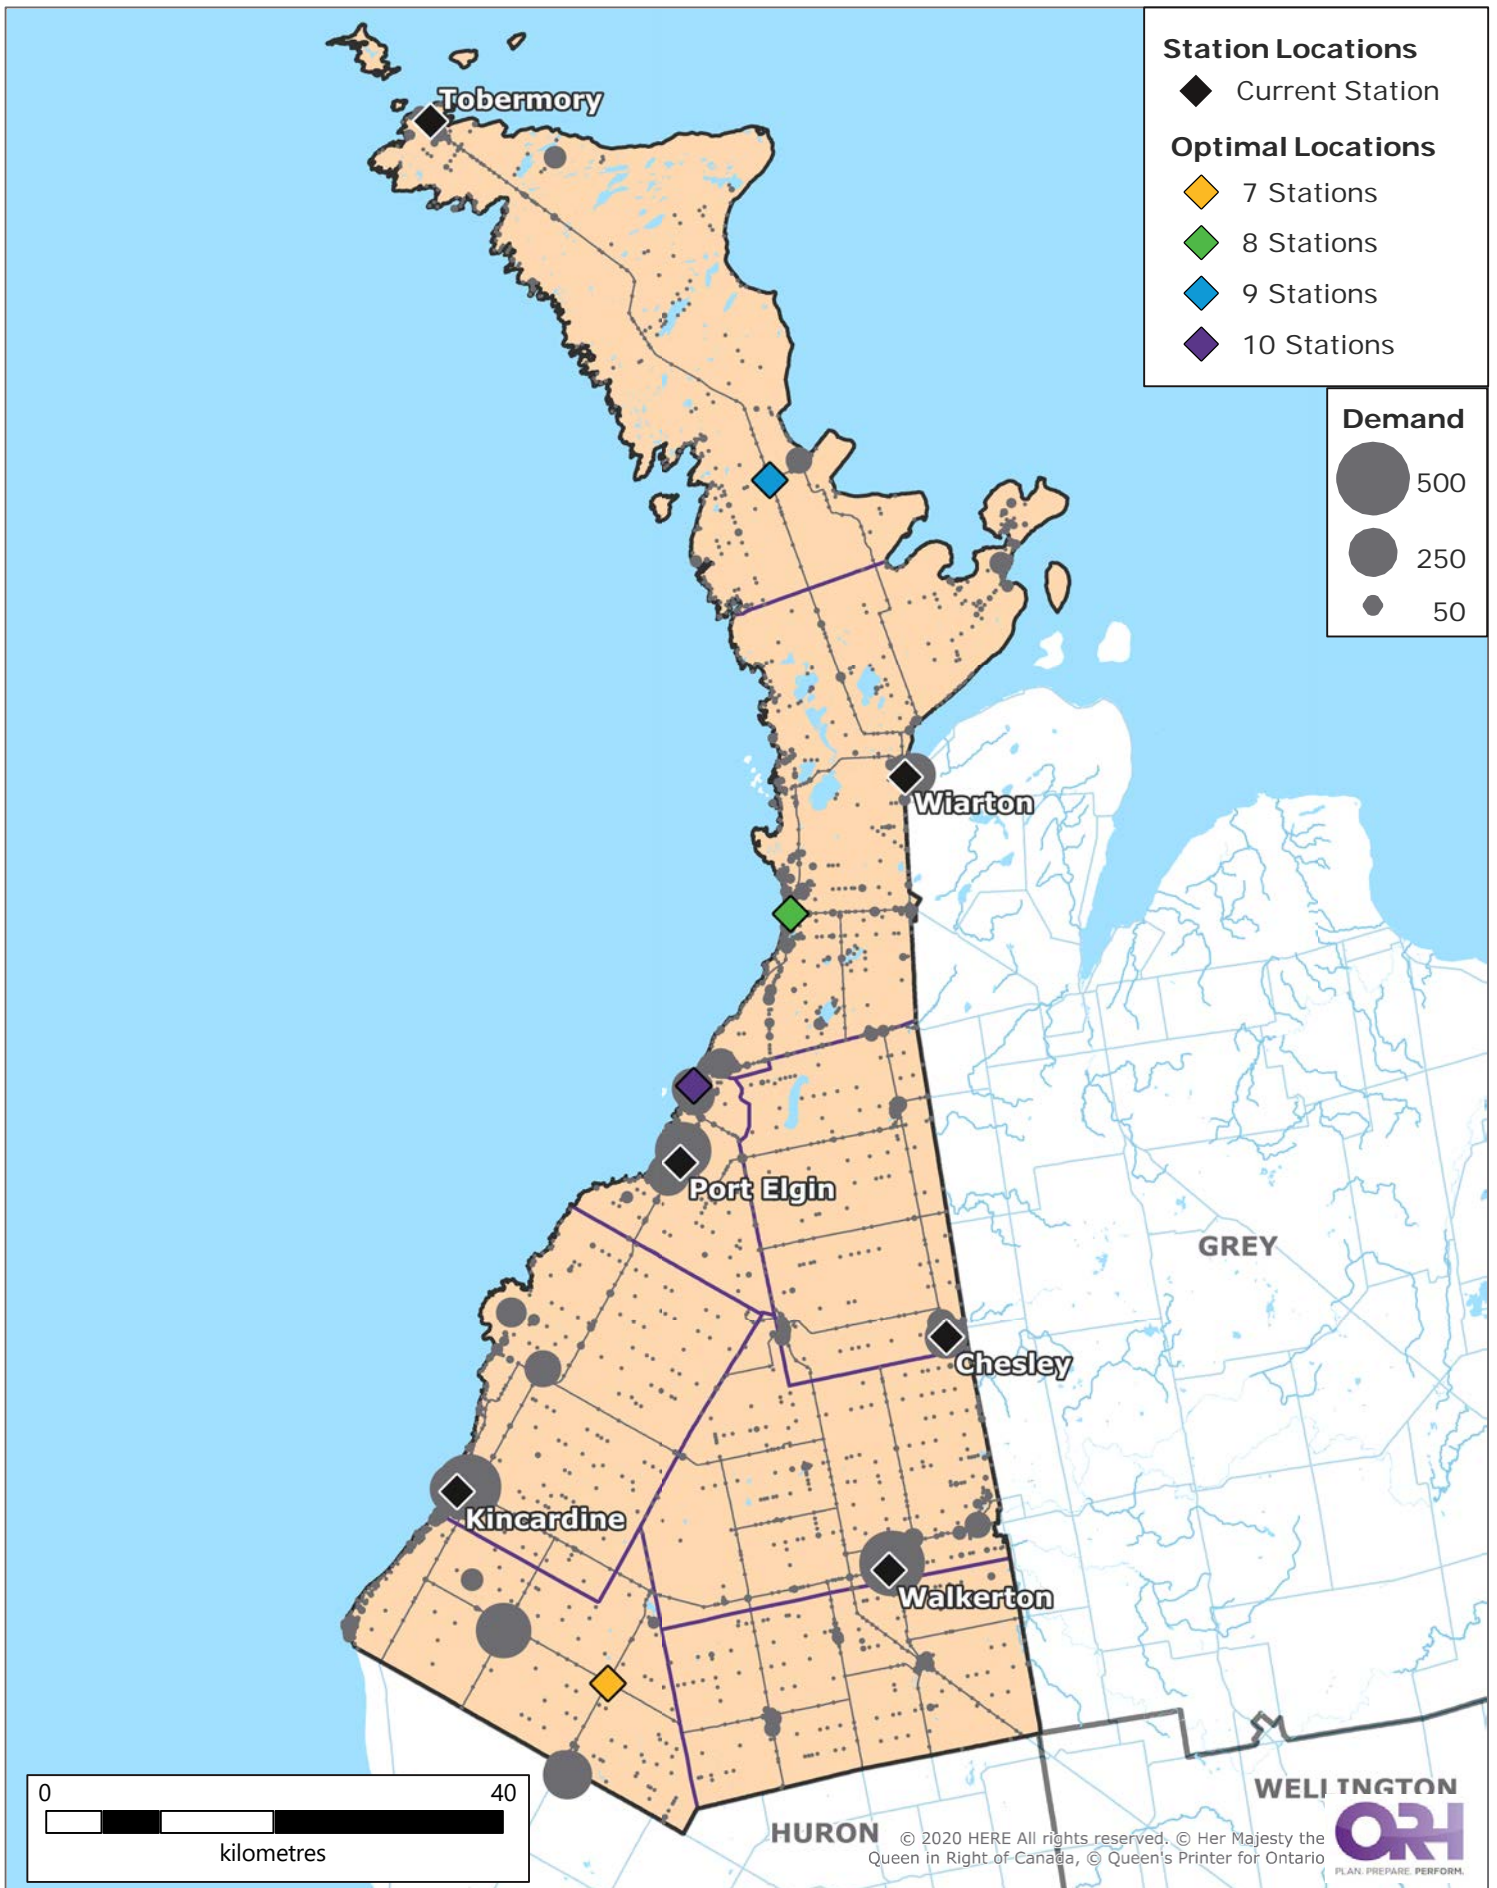 Station Locations
Current Station
Optimal Locations
7 Stations
8 Stations
9 Stations
10 Stations
Demand
500
250
50
Tobermory
Wiarton
Port Elgin
GREY
Chesley
Kincardine
Walkerton
0 40
kilometres
WELLINGTON
HURON
© 2020 HERE All rights reserved. © Her Majesty the
Queen in Right of Canada, © Queen's Printer for Ontario
ORH
PLAN. PREPARE. PERFORM.